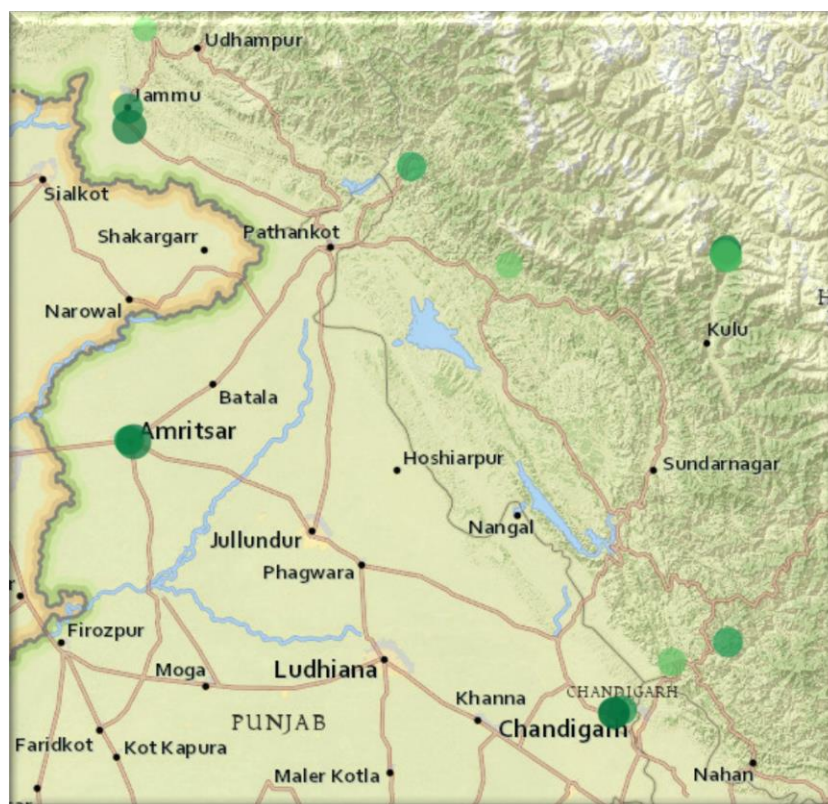 Udhampur
Jammu
Sialkot
Shakargarr
Pathankot
Narowal
Kulu
Batala
Amritsar
Hoshiarpur
Sundarnagar
Nangal
Jullundur
Phagwara
Firozpur
Moga
Ludhiana
CHANDIGARH
Khanna
PUNJAB
Chandigarh
Faridkot
Kot Kapura
Maler Kotla
Nahan